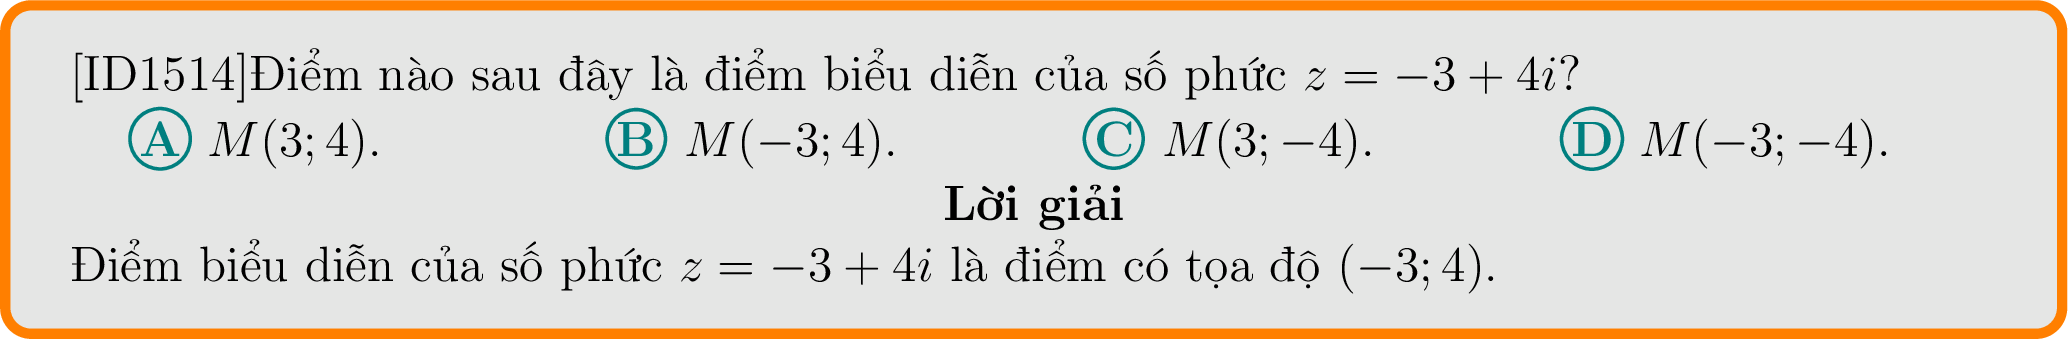 [ID1514]Điểm nào sau đây là điểm biểu diễn của số phức z = −3 + 4i?
A M(3; 4). B M(−3; 4). C M(3; −4). D M(−3; −4).
Lời giải
Điểm biểu diễn của số phức z = −3 + 4i là điểm có tọa độ (−3; 4).